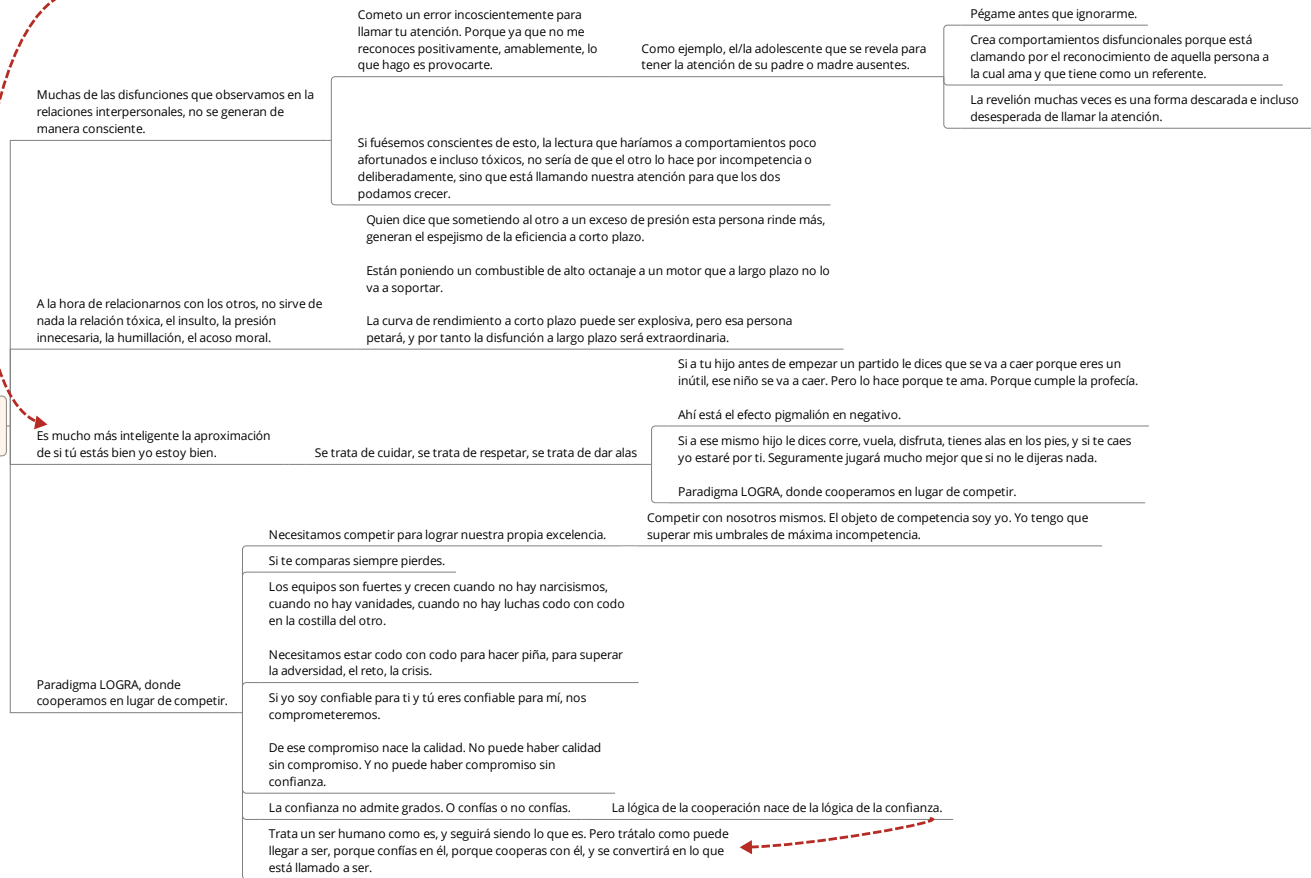 Muchas de las disfunciones que observamos en la
relaciones interpersonales, no se generan de
manera consciente.
Cometo un error incoscientemente para
llamar tu atención. Porque ya que no me
reconoces positivamente, amablemente, lo
que hago es provocarte.
Como ejemplo, el/la adolescente que se revela para
tener la atención de su padre o madre ausentes.
Pégame antes que ignorarme.
Crea comportamientos disfuncionales porque está
clamando por el reconocimiento de aquella persona a
la cual ama y que tiene como un referente.
La revelión muchas veces es una forma descarada e incluso
desesperada de llamar la atención.
Si fuésemos conscientes de esto, la lectura que haríamos a comportamientos poco
afortunados e incluso tóxicos, no sería de que el otro lo hace por incompetencia o
deliberadamente, sino que está llamando nuestra atención para que los dos
podamos crecer.
A la hora de relacionarnos con los otros, no sirve de
nada la relación tóxica, el insulto, la presión
innecesaria, la humillación, el acoso moral.
Quien dice que sometiendo al otro a un exceso de presión esta persona rinde más,
generan el espejismo de la eficiencia a corto plazo.
Están poniendo un combustible de alto octanaje a un motor que a largo plazo no lo
va a soportar.
La curva de rendimiento a corto plazo puede ser explosiva, pero esa persona
petará, y por tanto la disfunción a largo plazo será extraordinaria.
Es mucho más inteligente la aproximación
de si tú estás bien yo estoy bien.
Se trata de cuidar, se trata de respetar, se trata de dar alas
Si a tu hijo antes de empezar un partido le dices que se va a caer porque eres un
inútil, ese niño se va a caer. Pero lo hace porque te ama. Porque cumple la profecía.
Ahí está el efecto pigmalión en negativo.
Si a ese mismo hijo le dices corre, vuela, disfruta, tienes alas en los pies, y si te caes
yo estaré por ti. Seguramente jugará mucho mejor que si no le dijeras nada.
Paradigma LOGRA, donde cooperamos en lugar de competir.
Paradigma LOGRA, donde
cooperamos en lugar de competir.
Necesitamos competir para lograr nuestra propia excelencia.
Competir con nosotros mismos. El objeto de competencia soy yo. Yo tengo que
superar mis umbrales de máxima incompetencia.
Si te comparas siempre pierdes.
Los equipos son fuertes y crecen cuando no hay narcisismos,
cuando no hay vanidades, cuando no hay luchas codo con codo
en la costilla del otro.
Necesitamos estar codo con codo para hacer piña, para superar
la adversidad, el reto, la crisis.
Si yo soy confiable para ti y tú eres confiable para mí, nos
comprometeremos.
De ese compromiso nace la calidad. No puede haber calidad
sin compromiso. Y no puede haber compromiso sin
confianza.
La confianza no admite grados. O confías o no confías.
La lógica de la cooperación nace de la lógica de la confianza.
Trata un ser humano como es, y seguirá siendo lo que es. Pero trátalo como puede
llegar a ser, porque confías en él, porque cooperas con él, y se convertirá en lo que
está llamado a ser.